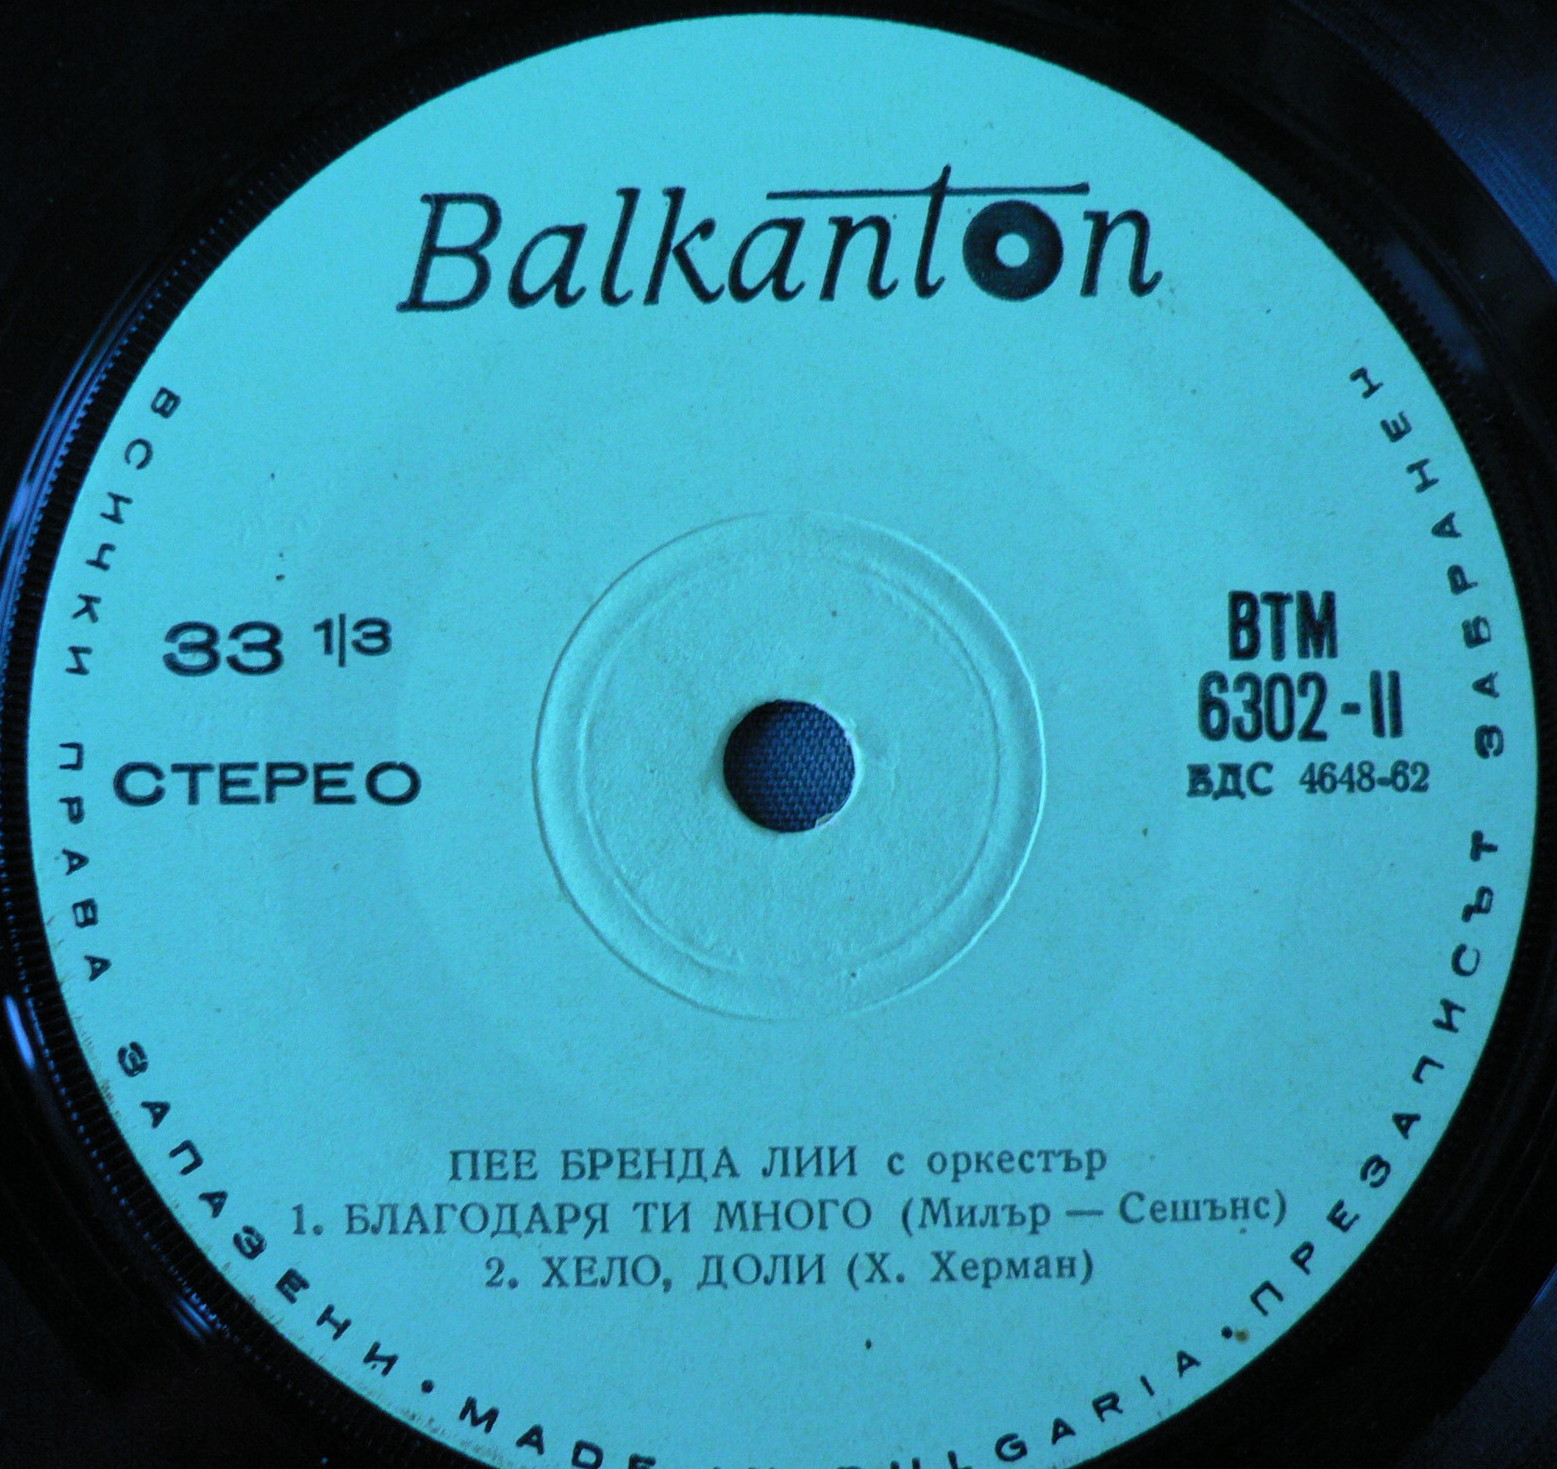 Balkanton
33 1/3
СТЕРЕО
ВТМ
6302-II
БДС 4648-62
ПЕЕ БРЕНДА ЛИИ с оркестър
1. БЛАГОДАРЯ ТИ МНОГО (Милър — Сешънс)
2. ХЕЛО, ДОЛИ (Х. Херман)
ВСИЧКИ ПРАВА ЗАПАЗЕНИ • MADE IN BULGARIA • ПРЕЗАПИСЪТ ЗАБРАНЕН